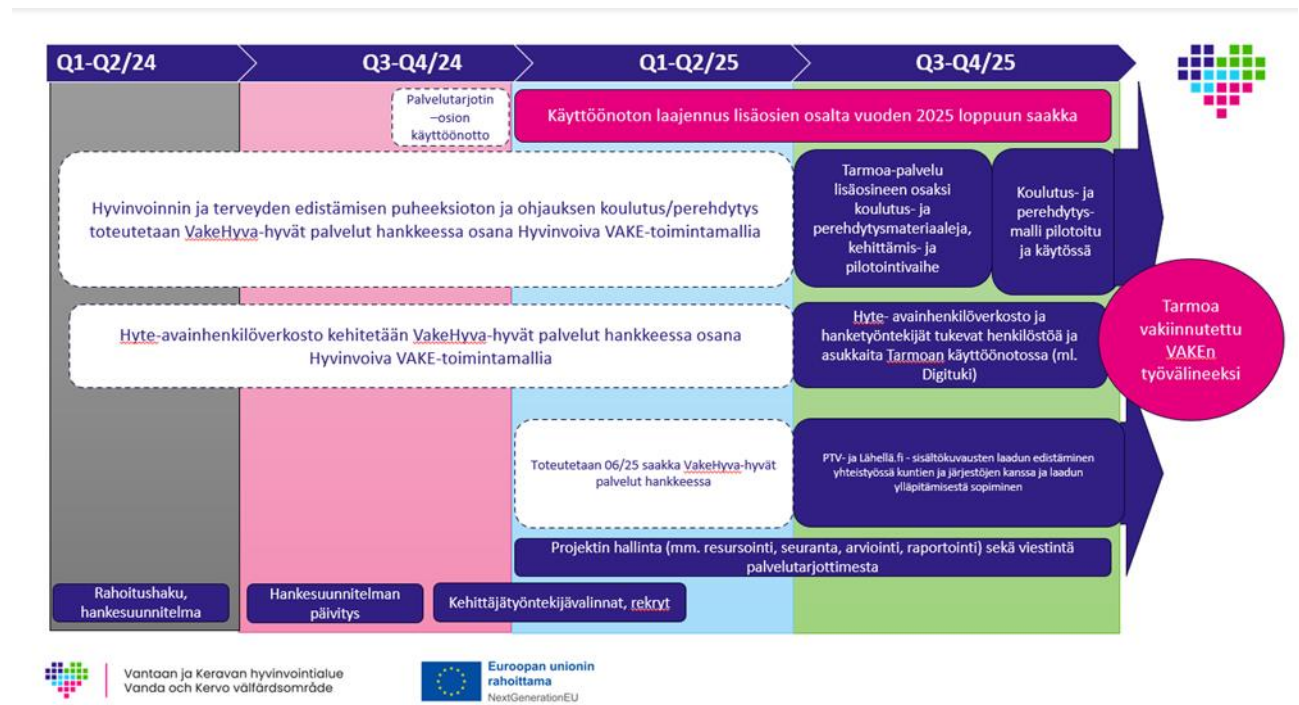 Q1-Q2/24
Q3-Q4/24
Q1-Q2/25
Q3-Q4/25
Palvelutarjotin
–osion
käyttöönotto
Käyttöönoton laajennus lisäosien osalta vuoden 2025 loppuun saakka
Hyvinvoinnin ja terveyden edistämisen puheeksioton ja ohjauksen koulutus/perehdytys
toteutetaan VakeHyva-hyvät palvelut hankkeessa osana Hyvinvoiva VAKE-toimintamallia
Tarmoa-palvelu
lisäosineen osaksi
koulutus- ja
perehdytysmateriaaleja,
kehittämis- ja
pilotointivaihe
Koulutus- ja
perehdytys-
malli pilotoitu
ja käytössä
Hyte-avainhenkilöverkosto kehitetään VakeHyva-hyvät palvelut hankkeessa osana
Hyvinvoiva VAKE-toimintamallia
Hyte- avainhenkilöverkosto ja
hanketyöntekijät tukevat henkilöstöä ja
asukkaita Tarmoan käyttöönotossa (ml.
Digituki)
Tarmoa
vakiinnutettu
VAKEn
työvälineeksi
Toteutetaan 06/25 saakka VakeHyva-hyvät
palvelut hankkeessa
PTV- ja Lähellä.fi - sisältökuvausten laadun edistäminen
yhteistyössä kuntien ja järjestöjen kanssa ja laadun
ylläpitämisestä sopiminen
Projektin hallinta (mm. resursointi, seuranta, arviointi, raportointi) sekä viestintä
palvelutarjottimesta
Rahoitushaku,
hankesuunnitelma
Hankesuunnitelman
päivitys
Kehittäjätyöntekijävalinnat, rekryt
Vantaan ja Keravan hyvinvointialue
Vanda och Kervo välfärdsområde
Euroopan unionin
rahoittama
NextGenerationEU